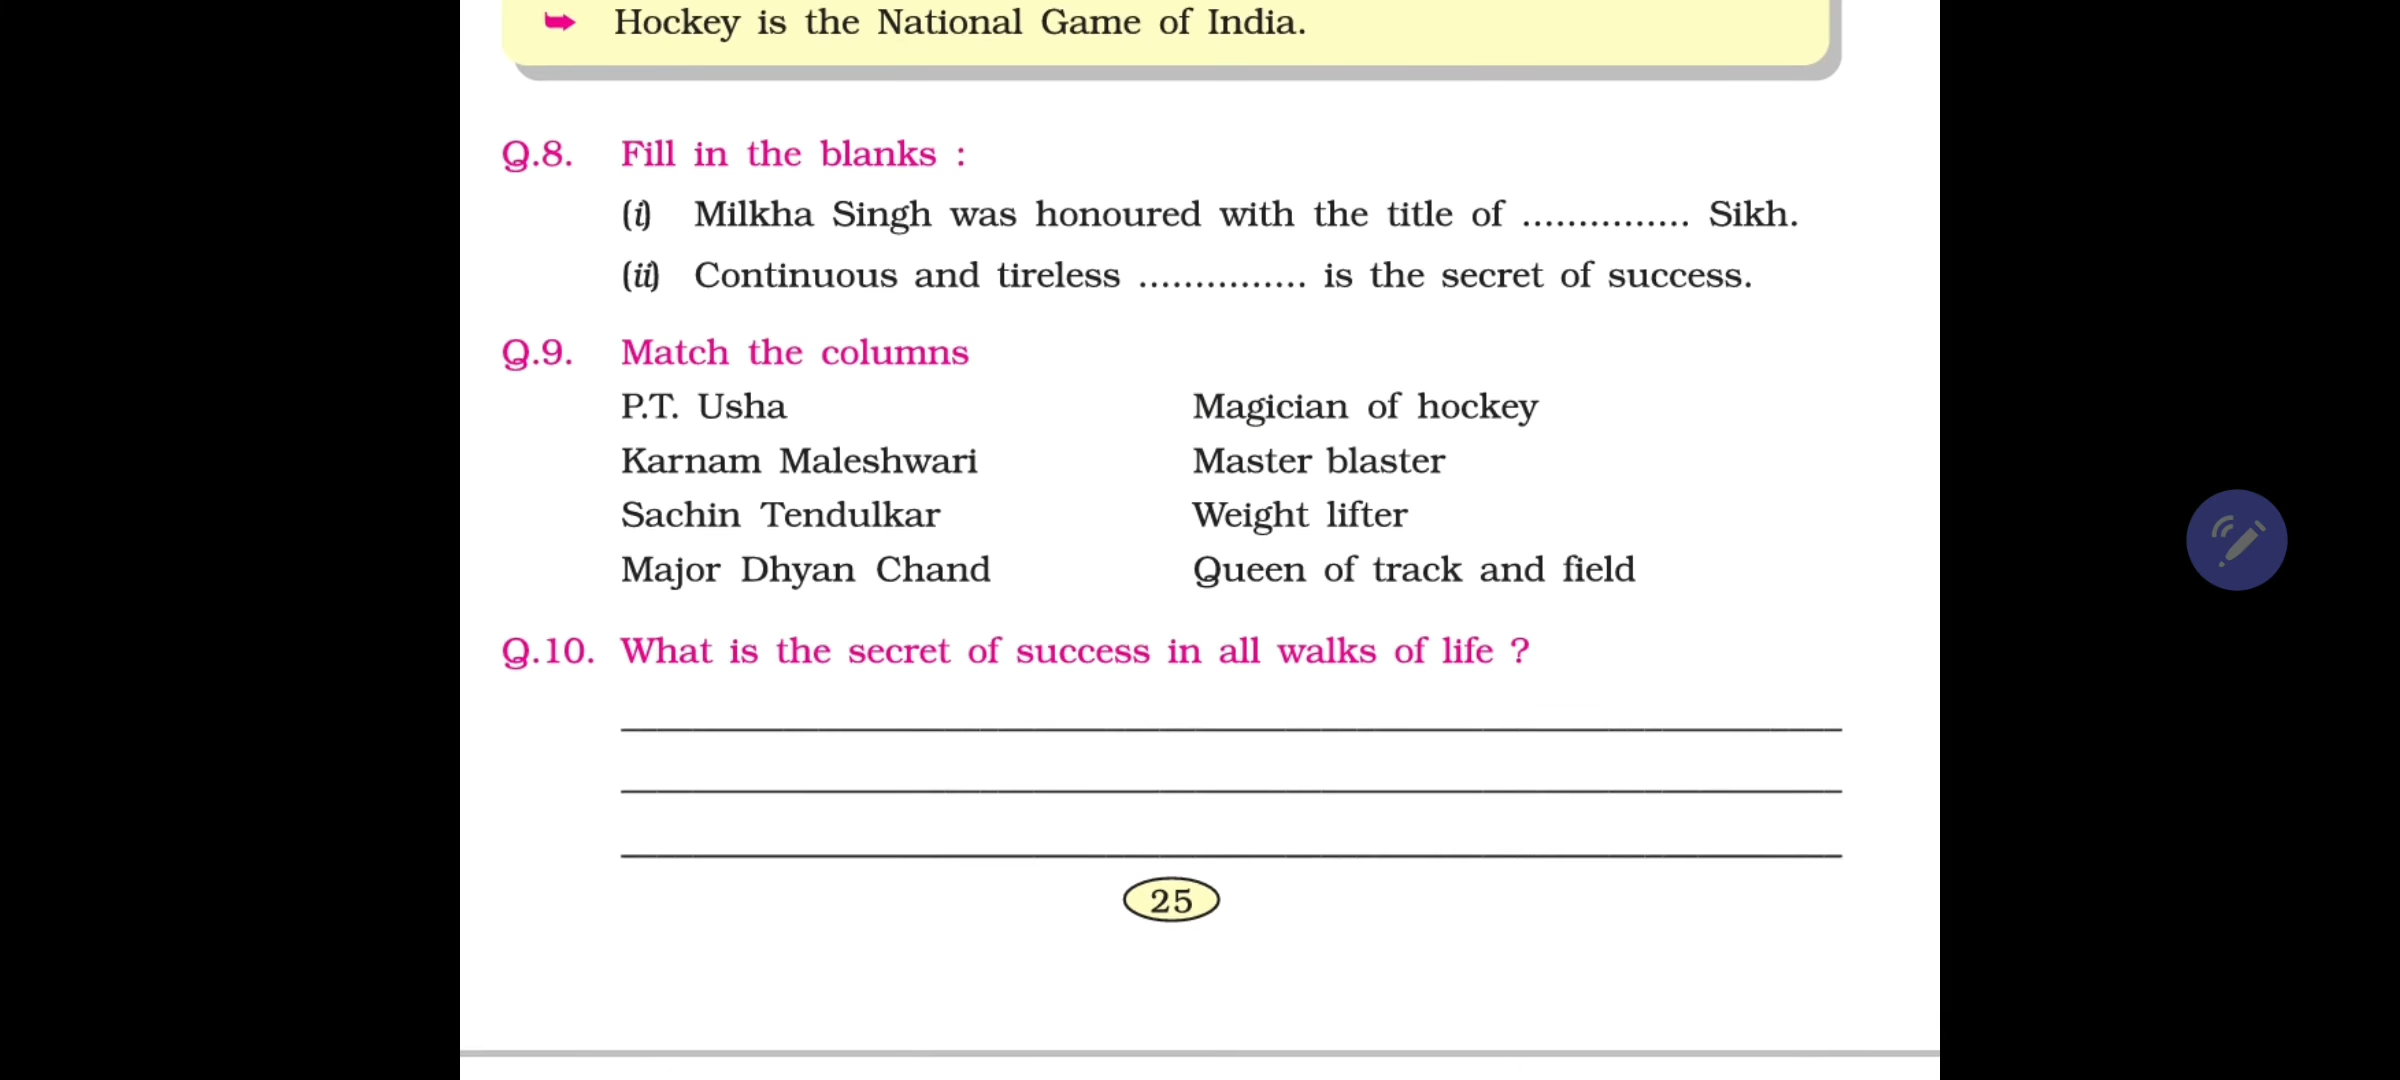 ➥ Hockey is the National Game of India.
Q.8. Fill in the blanks :
(i) Milkha Singh was honoured with the title of ............... Sikh.
(ii) Continuous and tireless ............... is the secret of success.
Q.9. Match the columns
P.T. Usha Magician of hockey
Karnam Maleshwari Master blaster
Sachin Tendulkar Weight lifter
Major Dhyan Chand Queen of track and field
Q.10. What is the secret of success in all walks of life ?
25